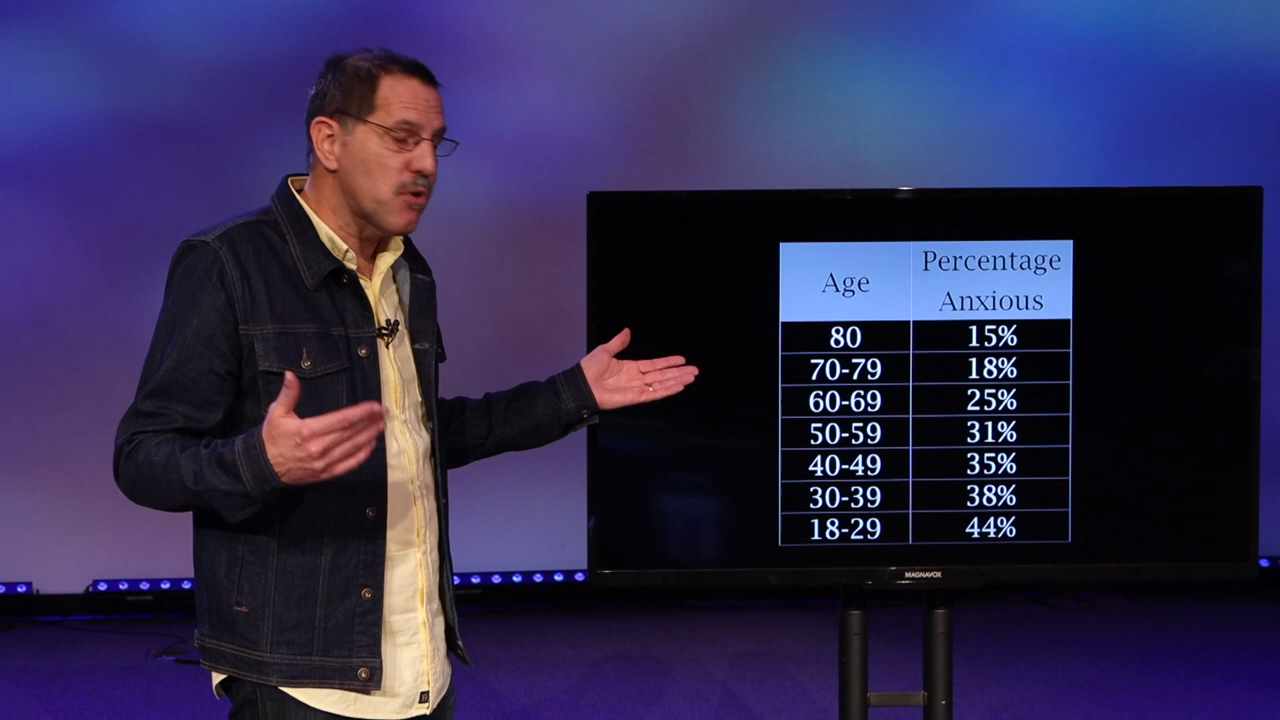 Age Percentage
Anxious
80 15%
70-79 18%
60-69 25%
50-59 31%
40-49 35%
30-39 38%
18-29 44%
MAGNAVOX